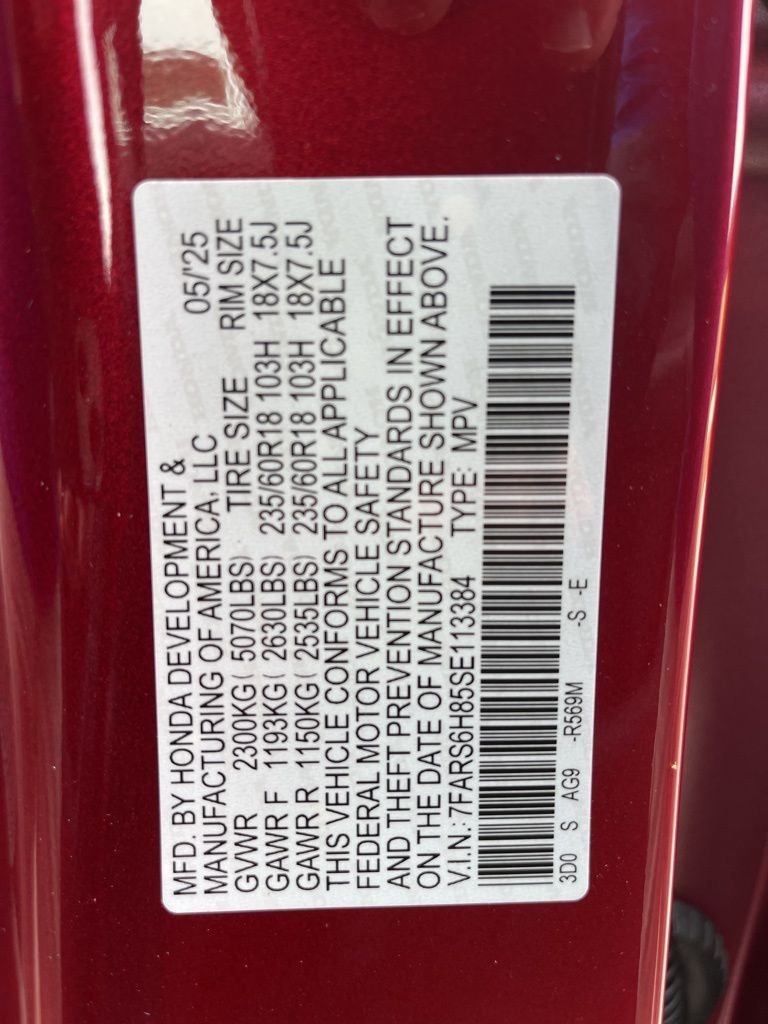 MFD. BY HONDA DEVELOPMENT &
MANUFACTURING OF AMERICA, LLC 05/'25
GVWR 2300KG( 5070LBS) TIRE SIZE RIM SIZE
GAWR F 1193KG( 2630LBS) 235/60R18 103H 18X7.5J
GAWR R 1150KG( 2535LBS) 235/60R18 103H 18X7.5J
THIS VEHICLE CONFORMS TO ALL APPLICABLE
FEDERAL MOTOR VEHICLE SAFETY
AND THEFT PREVENTION STANDARDS IN EFFECT
ON THE DATE OF MANUFACTURE SHOWN ABOVE.
V.I.N.: 7FARS6H85SE113384 TYPE: MPV
3D0 S AG9 -R569M -S -E